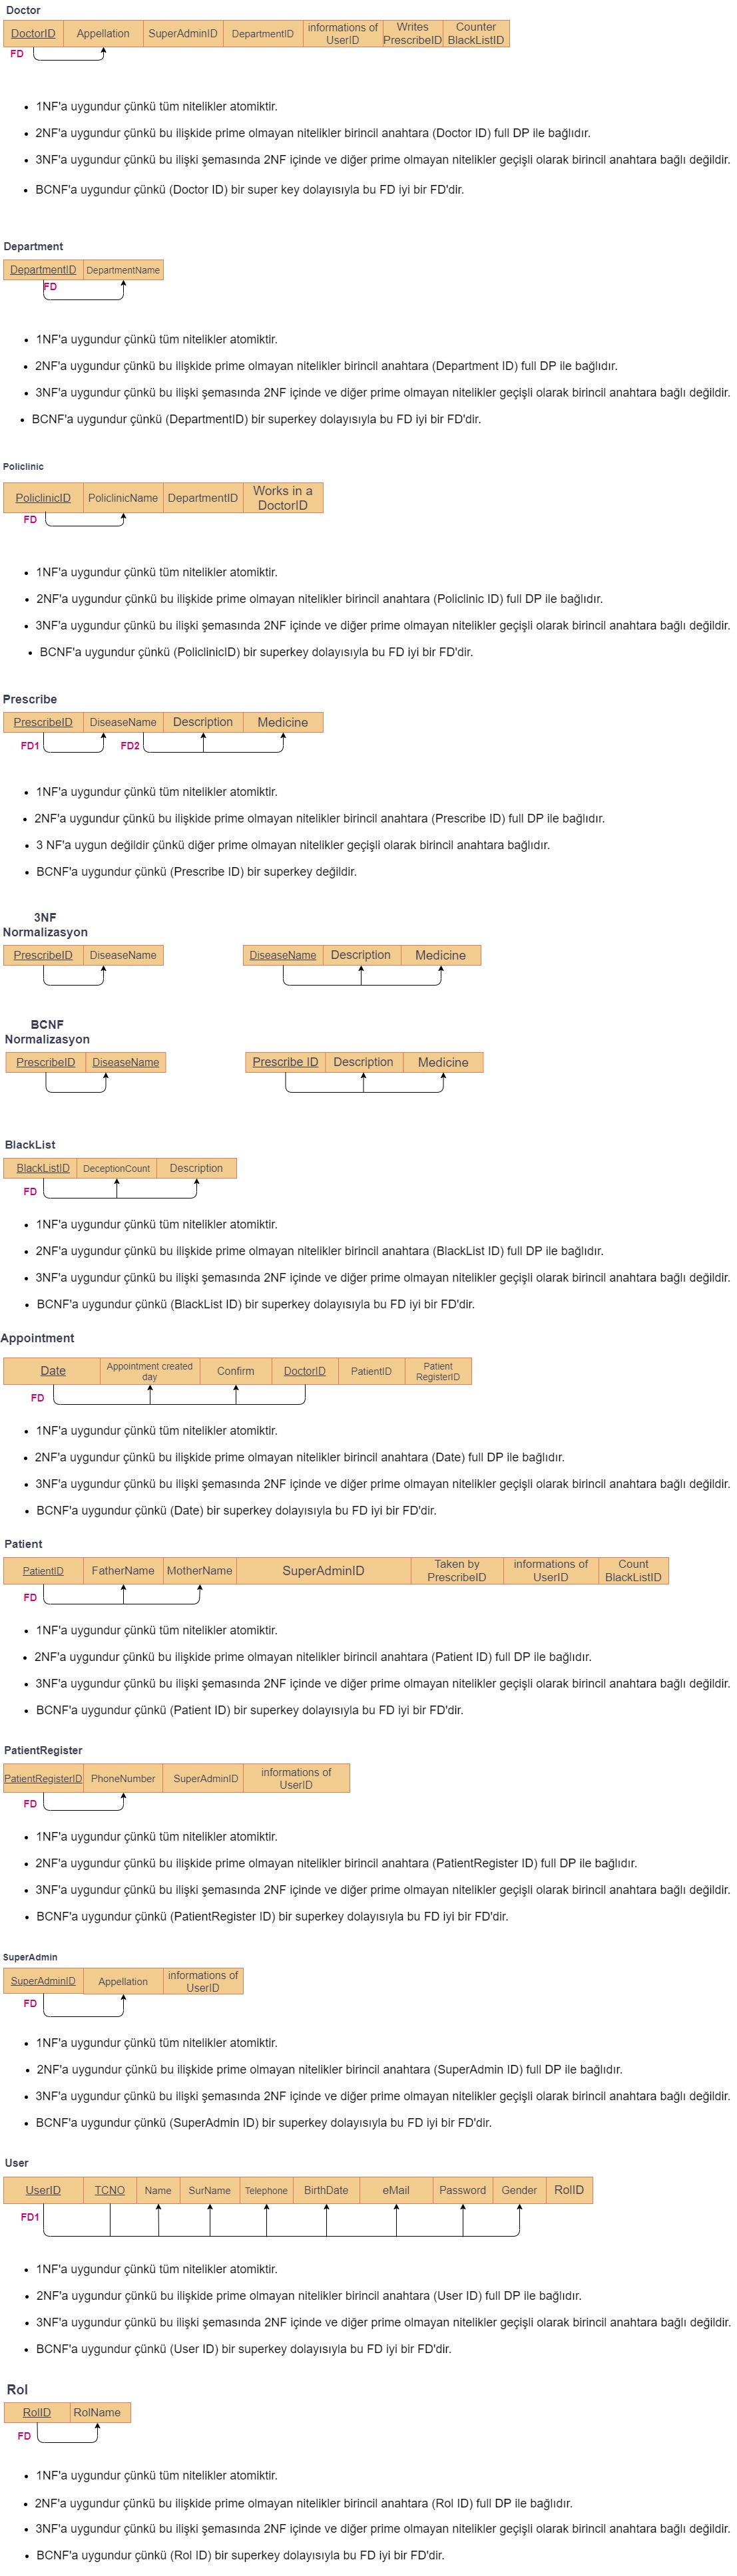 Doctor
DoctorID Appellation SuperAdminID DepartmentID informations of UserID Writes PrescribeID Counter BlackListID
FD
• 1NF'a uygundur çünkü tüm nitelikler atomiktir.
• 2NF'a uygundur çünkü bu ilişkide prime olmayan nitelikler birincil anahtara (Doctor ID) full DP ile bağlıdır.
• 3NF'a uygundur çünkü bu ilişki şemasında 2NF içinde ve diğer prime olmayan nitelikler geçişli olarak birincil anahtara bağlı değildir.
• BCNF'a uygundur çünkü (Doctor ID) bir super key dolayısıyla bu FD iyi bir FD'dir.
Department
DepartmentID DepartmentName
FD
• 1NF'a uygundur çünkü tüm nitelikler atomiktir.
• 2NF'a uygundur çünkü bu ilişkide prime olmayan nitelikler birincil anahtara (Department ID) full DP ile bağlıdır.
• 3NF'a uygundur çünkü bu ilişki şemasında 2NF içinde ve diğer prime olmayan nitelikler geçişli olarak birincil anahtara bağlı değildir.
• BCNF'a uygundur çünkü (DepartmentID) bir superkey dolayısıyla bu FD iyi bir FD'dir.
Policlinic
PoliclinicID PoliclinicName DepartmentID Works in a DoctorID
FD
• 1NF'a uygundur çünkü tüm nitelikler atomiktir.
• 2NF'a uygundur çünkü bu ilişkide prime olmayan nitelikler birincil anahtara (Policlinic ID) full DP ile bağlıdır.
• 3NF'a uygundur çünkü bu ilişki şemasında 2NF içinde ve diğer prime olmayan nitelikler geçişli olarak birincil anahtara bağlı değildir.
• BCNF'a uygundur çünkü (PoliclinicID) bir superkey dolayısıyla bu FD iyi bir FD'dir.
Prescribe
PrescribeID DiseaseName Description Medicine
FD1 FD2
• 1NF'a uygundur çünkü tüm nitelikler atomiktir.
• 2NF'a uygundur çünkü bu ilişkide prime olmayan nitelikler birincil anahtara (Prescribe ID) full DP ile bağlıdır.
• 3 NF'a uygun değildir çünkü diğer prime olmayan nitelikler geçişli olarak birincil anahtara bağlıdır.
• BCNF'a uygundur çünkü (Prescribe ID) bir superkey değildir.
3NF
Normalizasyon
PrescribeID DiseaseName DiseaseName Description Medicine
BCNF
Normalizasyon
PrescribeID DiseaseName Prescribe ID Description Medicine
BlackList
BlackListID DeceptionCount Description
FD
• 1NF'a uygundur çünkü tüm nitelikler atomiktir.
• 2NF'a uygundur çünkü bu ilişkide prime olmayan nitelikler birincil anahtara (BlackList ID) full DP ile bağlıdır.
• 3NF'a uygundur çünkü bu ilişki şemasında 2NF içinde ve diğer prime olmayan nitelikler geçişli olarak birincil anahtara bağlı değildir.
• BCNF'a uygundur çünkü (BlackList ID) bir superkey dolayısıyla bu FD iyi bir FD'dir.
Appointment
Date Appointment created day Confirm DoctorID PatientID Patient RegisterID
FD
• 1NF'a uygundur çünkü tüm nitelikler atomiktir.
• 2NF'a uygundur çünkü bu ilişkide prime olmayan nitelikler birincil anahtara (Date) full DP ile bağlıdır.
• 3NF'a uygundur çünkü bu ilişki şemasında 2NF içinde ve diğer prime olmayan nitelikler geçişli olarak birincil anahtara bağlı değildir.
• BCNF'a uygundur çünkü (Date) bir superkey dolayısıyla bu FD iyi bir FD'dir.
Patient
PatientID FatherName MotherName SuperAdminID Taken by PrescribeID informations of UserID Count BlackListID
FD
• 1NF'a uygundur çünkü tüm nitelikler atomiktir.
• 2NF'a uygundur çünkü bu ilişkide prime olmayan nitelikler birincil anahtara (Patient ID) full DP ile bağlıdır.
• 3NF'a uygundur çünkü bu ilişki şemasında 2NF içinde ve diğer prime olmayan nitelikler geçişli olarak birincil anahtara bağlı değildir.
• BCNF'a uygundur çünkü (Patient ID) bir superkey dolayısıyla bu FD iyi bir FD'dir.
PatientRegister
PatientRegisterID PhoneNumber SuperAdminID informations of UserID
FD
• 1NF'a uygundur çünkü tüm nitelikler atomiktir.
• 2NF'a uygundur çünkü bu ilişkide prime olmayan nitelikler birincil anahtara (PatientRegister ID) full DP ile bağlıdır.
• 3NF'a uygundur çünkü bu ilişki şemasında 2NF içinde ve diğer prime olmayan nitelikler geçişli olarak birincil anahtara bağlı değildir.
• BCNF'a uygundur çünkü (PatientRegister ID) bir superkey dolayısıyla bu FD iyi bir FD'dir.
SuperAdmin
SuperAdminID Appellation informations of UserID
FD
• 1NF'a uygundur çünkü tüm nitelikler atomiktir.
• 2NF'a uygundur çünkü bu ilişkide prime olmayan nitelikler birincil anahtara (SuperAdmin ID) full DP ile bağlıdır.
• 3NF'a uygundur çünkü bu ilişki şemasında 2NF içinde ve diğer prime olmayan nitelikler geçişli olarak birincil anahtara bağlı değildir.
• BCNF'a uygundur çünkü (SuperAdmin ID) bir superkey dolayısıyla bu FD iyi bir FD'dir.
User
UserID TCNO Name SurName Telephone BirthDate eMail Password Gender RolID
FD1
• 1NF'a uygundur çünkü tüm nitelikler atomiktir.
• 2NF'a uygundur çünkü bu ilişkide prime olmayan nitelikler birincil anahtara (User ID) full DP ile bağlıdır.
• 3NF'a uygundur çünkü bu ilişki şemasında 2NF içinde ve diğer prime olmayan nitelikler geçişli olarak birincil anahtara bağlı değildir.
• BCNF'a uygundur çünkü (User ID) bir superkey dolayısıyla bu FD iyi bir FD'dir.
Rol
RolID RolName
FD
• 1NF'a uygundur çünkü tüm nitelikler atomiktir.
• 2NF'a uygundur çünkü bu ilişkide prime olmayan nitelikler birincil anahtara (Rol ID) full DP ile bağlıdır.
• 3NF'a uygundur çünkü bu ilişki şemasında 2NF içinde ve diğer prime olmayan nitelikler geçişli olarak birincil anahtara bağlı değildir.
• BCNF'a uygundur çünkü (Rol ID) bir superkey dolayısıyla bu FD iyi bir FD'dir.